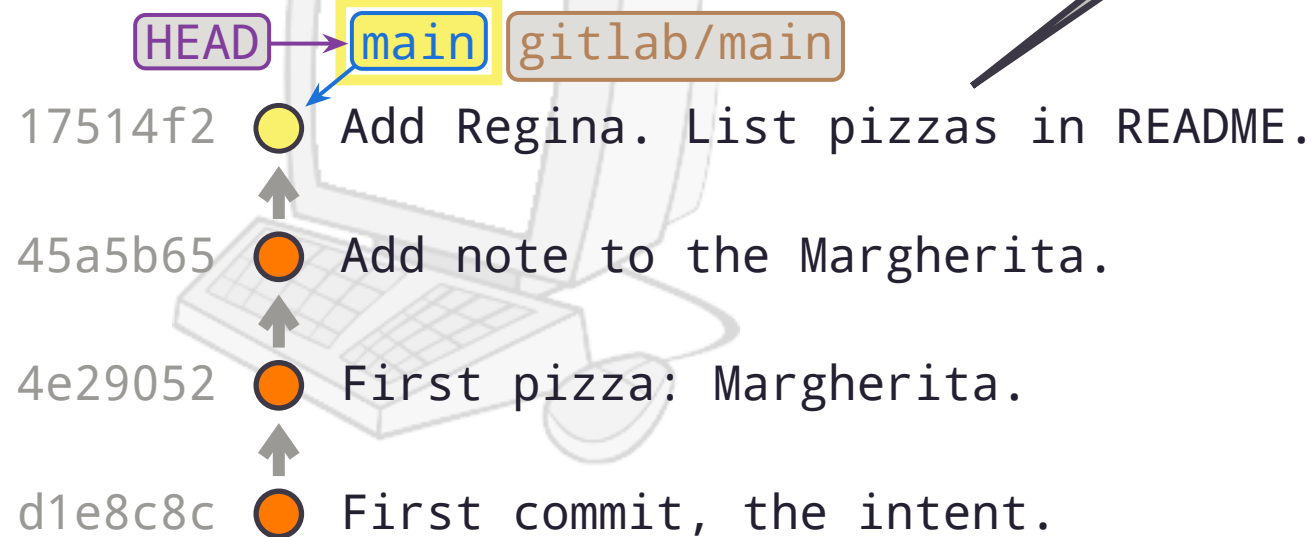 HEAD main gitlab/main
17514f2 Add Regina. List pizzas in README.
45a5b65 Add note to the Margherita.
4e29052 First pizza: Margherita.
d1e8c8c First commit, the intent.